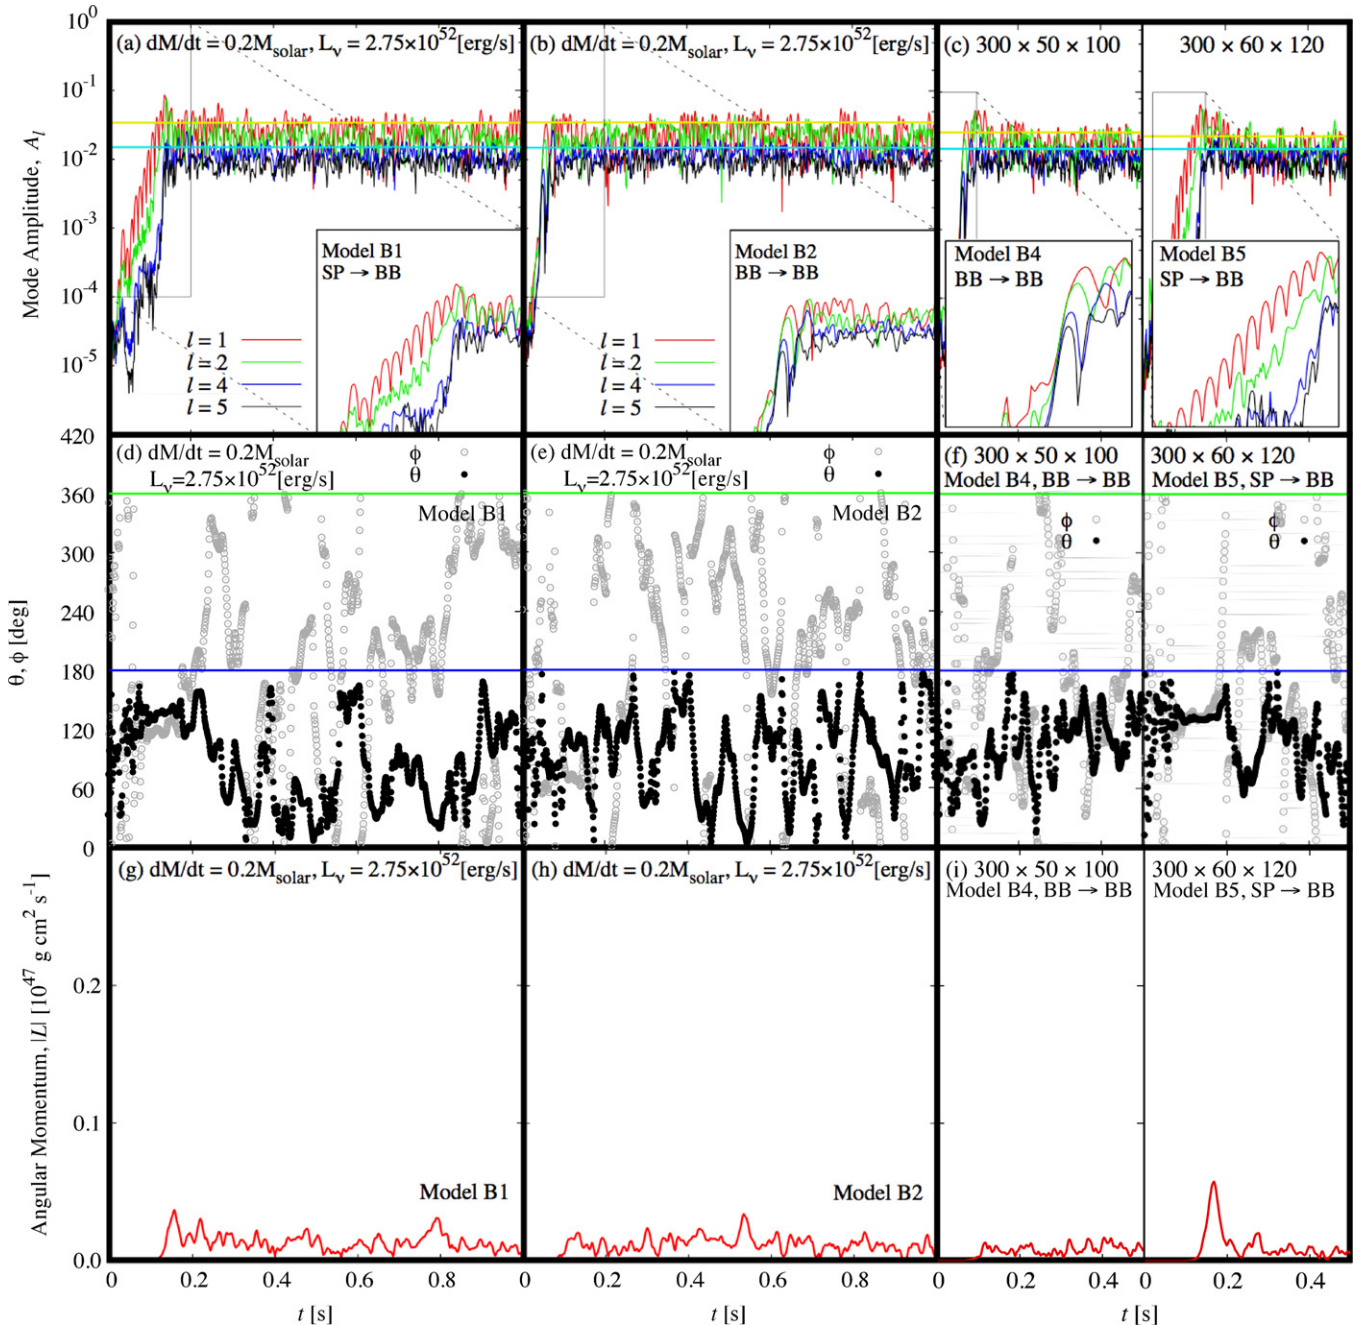 (a) dM/dt = 0.2M_solar, L_ν = 2.75×10^52 [erg/s]
(b) dM/dt = 0.2M_solar, L_ν = 2.75×10^52 [erg/s]
(c) 300 × 50 × 100
300 × 60 × 120
Mode Amplitude, A_l
10^0
10^-1
10^-2
10^-3
10^-4
10^-5
Model B1
SP → BB
l = 1
l = 2
l = 4
l = 5
Model B2
BB → BB
l = 1
l = 2
l = 4
l = 5
Model B4
BB → BB
Model B5
SP → BB
(d) dM/dt = 0.2M_solar
L_ν=2.75×10^52 [erg/s]
ϕ
θ
Model B1
(e) dM/dt = 0.2M_solar
L_ν=2.75×10^52 [erg/s]
ϕ
θ
Model B2
(f) 300 × 50 × 100
Model B4, BB → BB
ϕ
θ
300 × 60 × 120
Model B5, SP → BB
ϕ
θ
θ, ϕ [deg]
420
360
300
240
180
120
60
0
(g) dM/dt = 0.2M_solar, L_ν = 2.75×10^52 [erg/s]
Model B1
(h) dM/dt = 0.2M_solar, L_ν = 2.75×10^52 [erg/s]
Model B2
(i) 300 × 50 × 100
Model B4, BB → BB
300 × 60 × 120
Model B5, SP → BB
Angular Momentum, |L| [10^47 g cm^2 s^-1]
0.2
0.1
0.0
0 0.2 0.4 0.6 0.8 0 0.2 0.4 0.6 0.8 0 0.2 0.4 0 0.2 0.4
t [s] t [s] t [s]